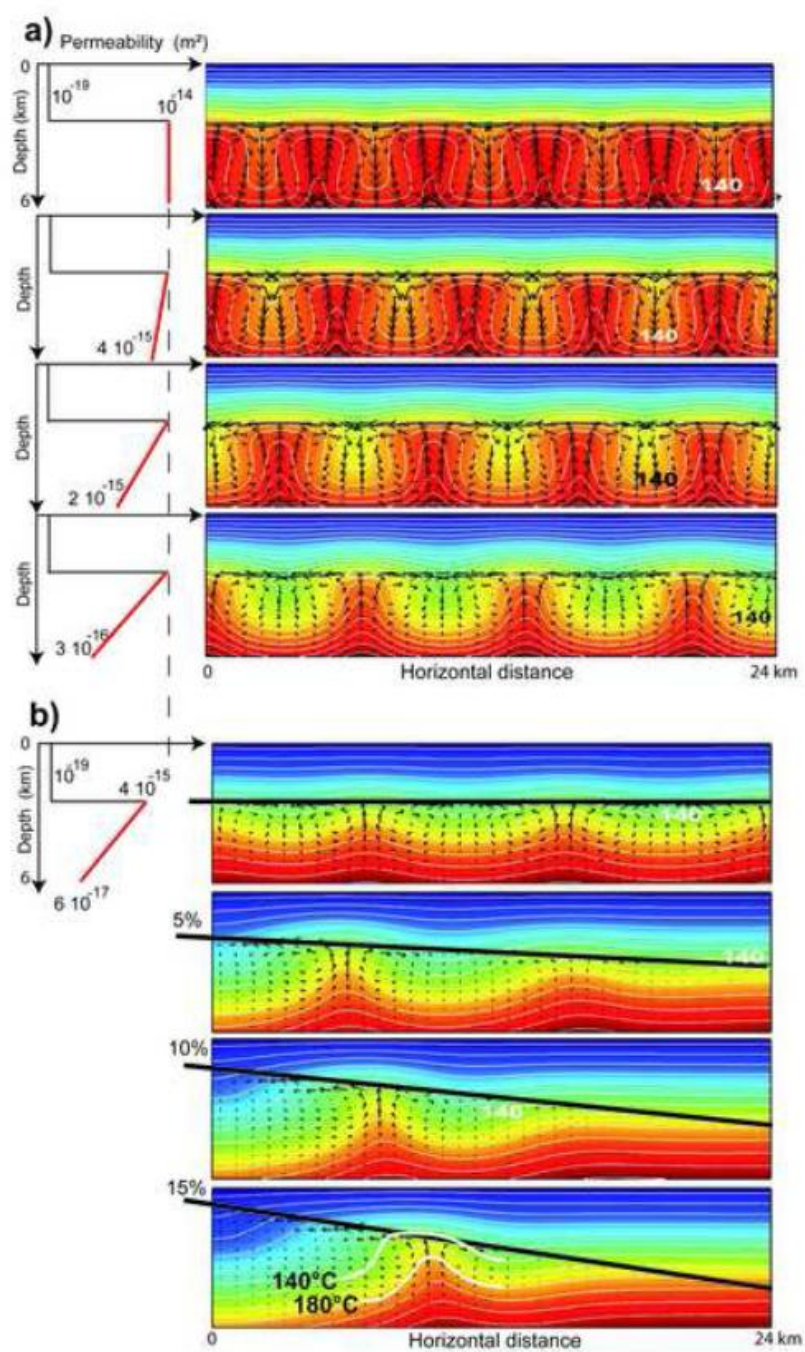 a)
Permeability (m²)
0
10⁻¹⁹
10⁻¹⁴
Depth (km)
6
140
Depth
4 10⁻¹⁵
140
Depth
2 10⁻¹⁵
140
Depth
3 10⁻¹⁶
140
0
Horizontal distance
24 km
b)
0
10⁻¹⁹
4 10⁻¹⁵
Depth (km)
6
6 10⁻¹⁷
140
5%
140
10%
140
15%
140°C
180°C
0
Horizontal distance
24 km